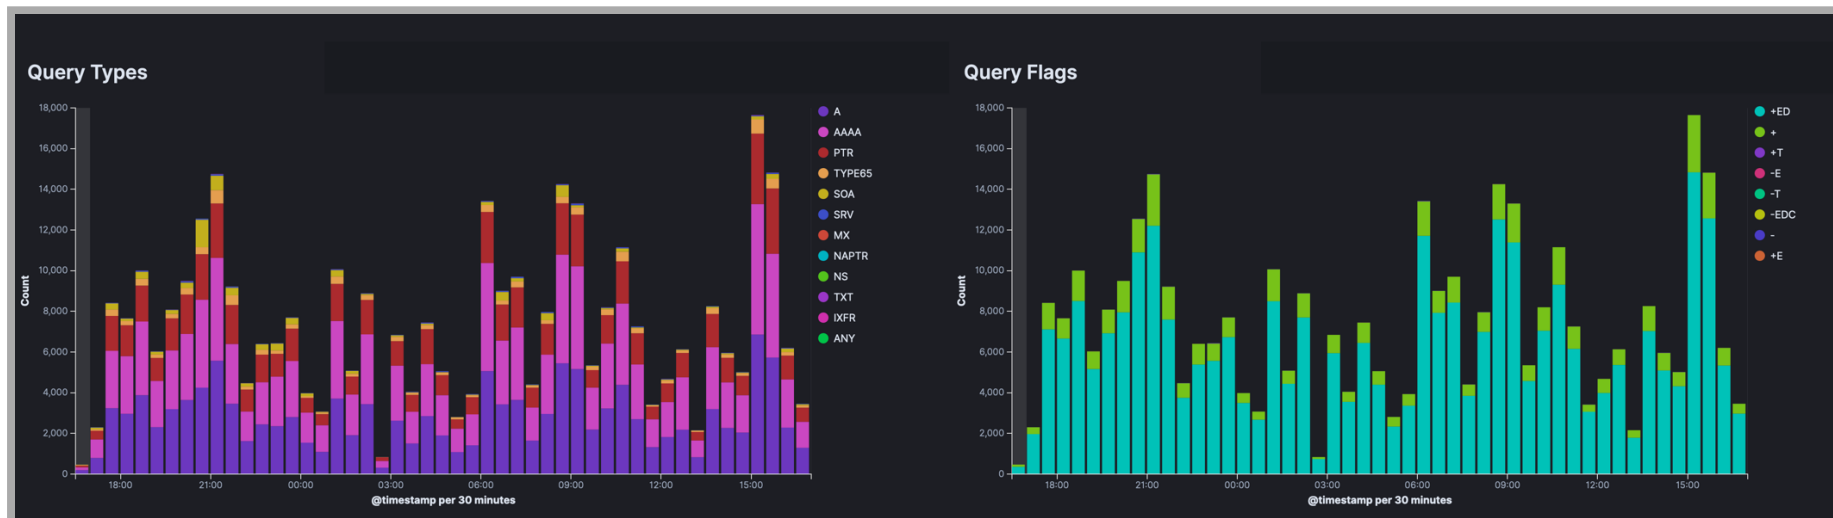 Query Types
18,000
16,000
14,000
12,000
10,000
8,000
6,000
4,000
2,000
0
Count
18:00 21:00 00:00 03:00 06:00 09:00 12:00 15:00
@timestamp per 30 minutes
A
AAAA
PTR
TYPE65
SOA
SRV
MX
NAPTR
NS
TXT
IXFR
ANY
Query Flags
18,000
16,000
14,000
12,000
10,000
8,000
6,000
4,000
2,000
0
Count
18:00 21:00 00:00 03:00 06:00 09:00 12:00 15:00
@timestamp per 30 minutes
+ED
+
+T
-E
-T
-EDC
-
+E